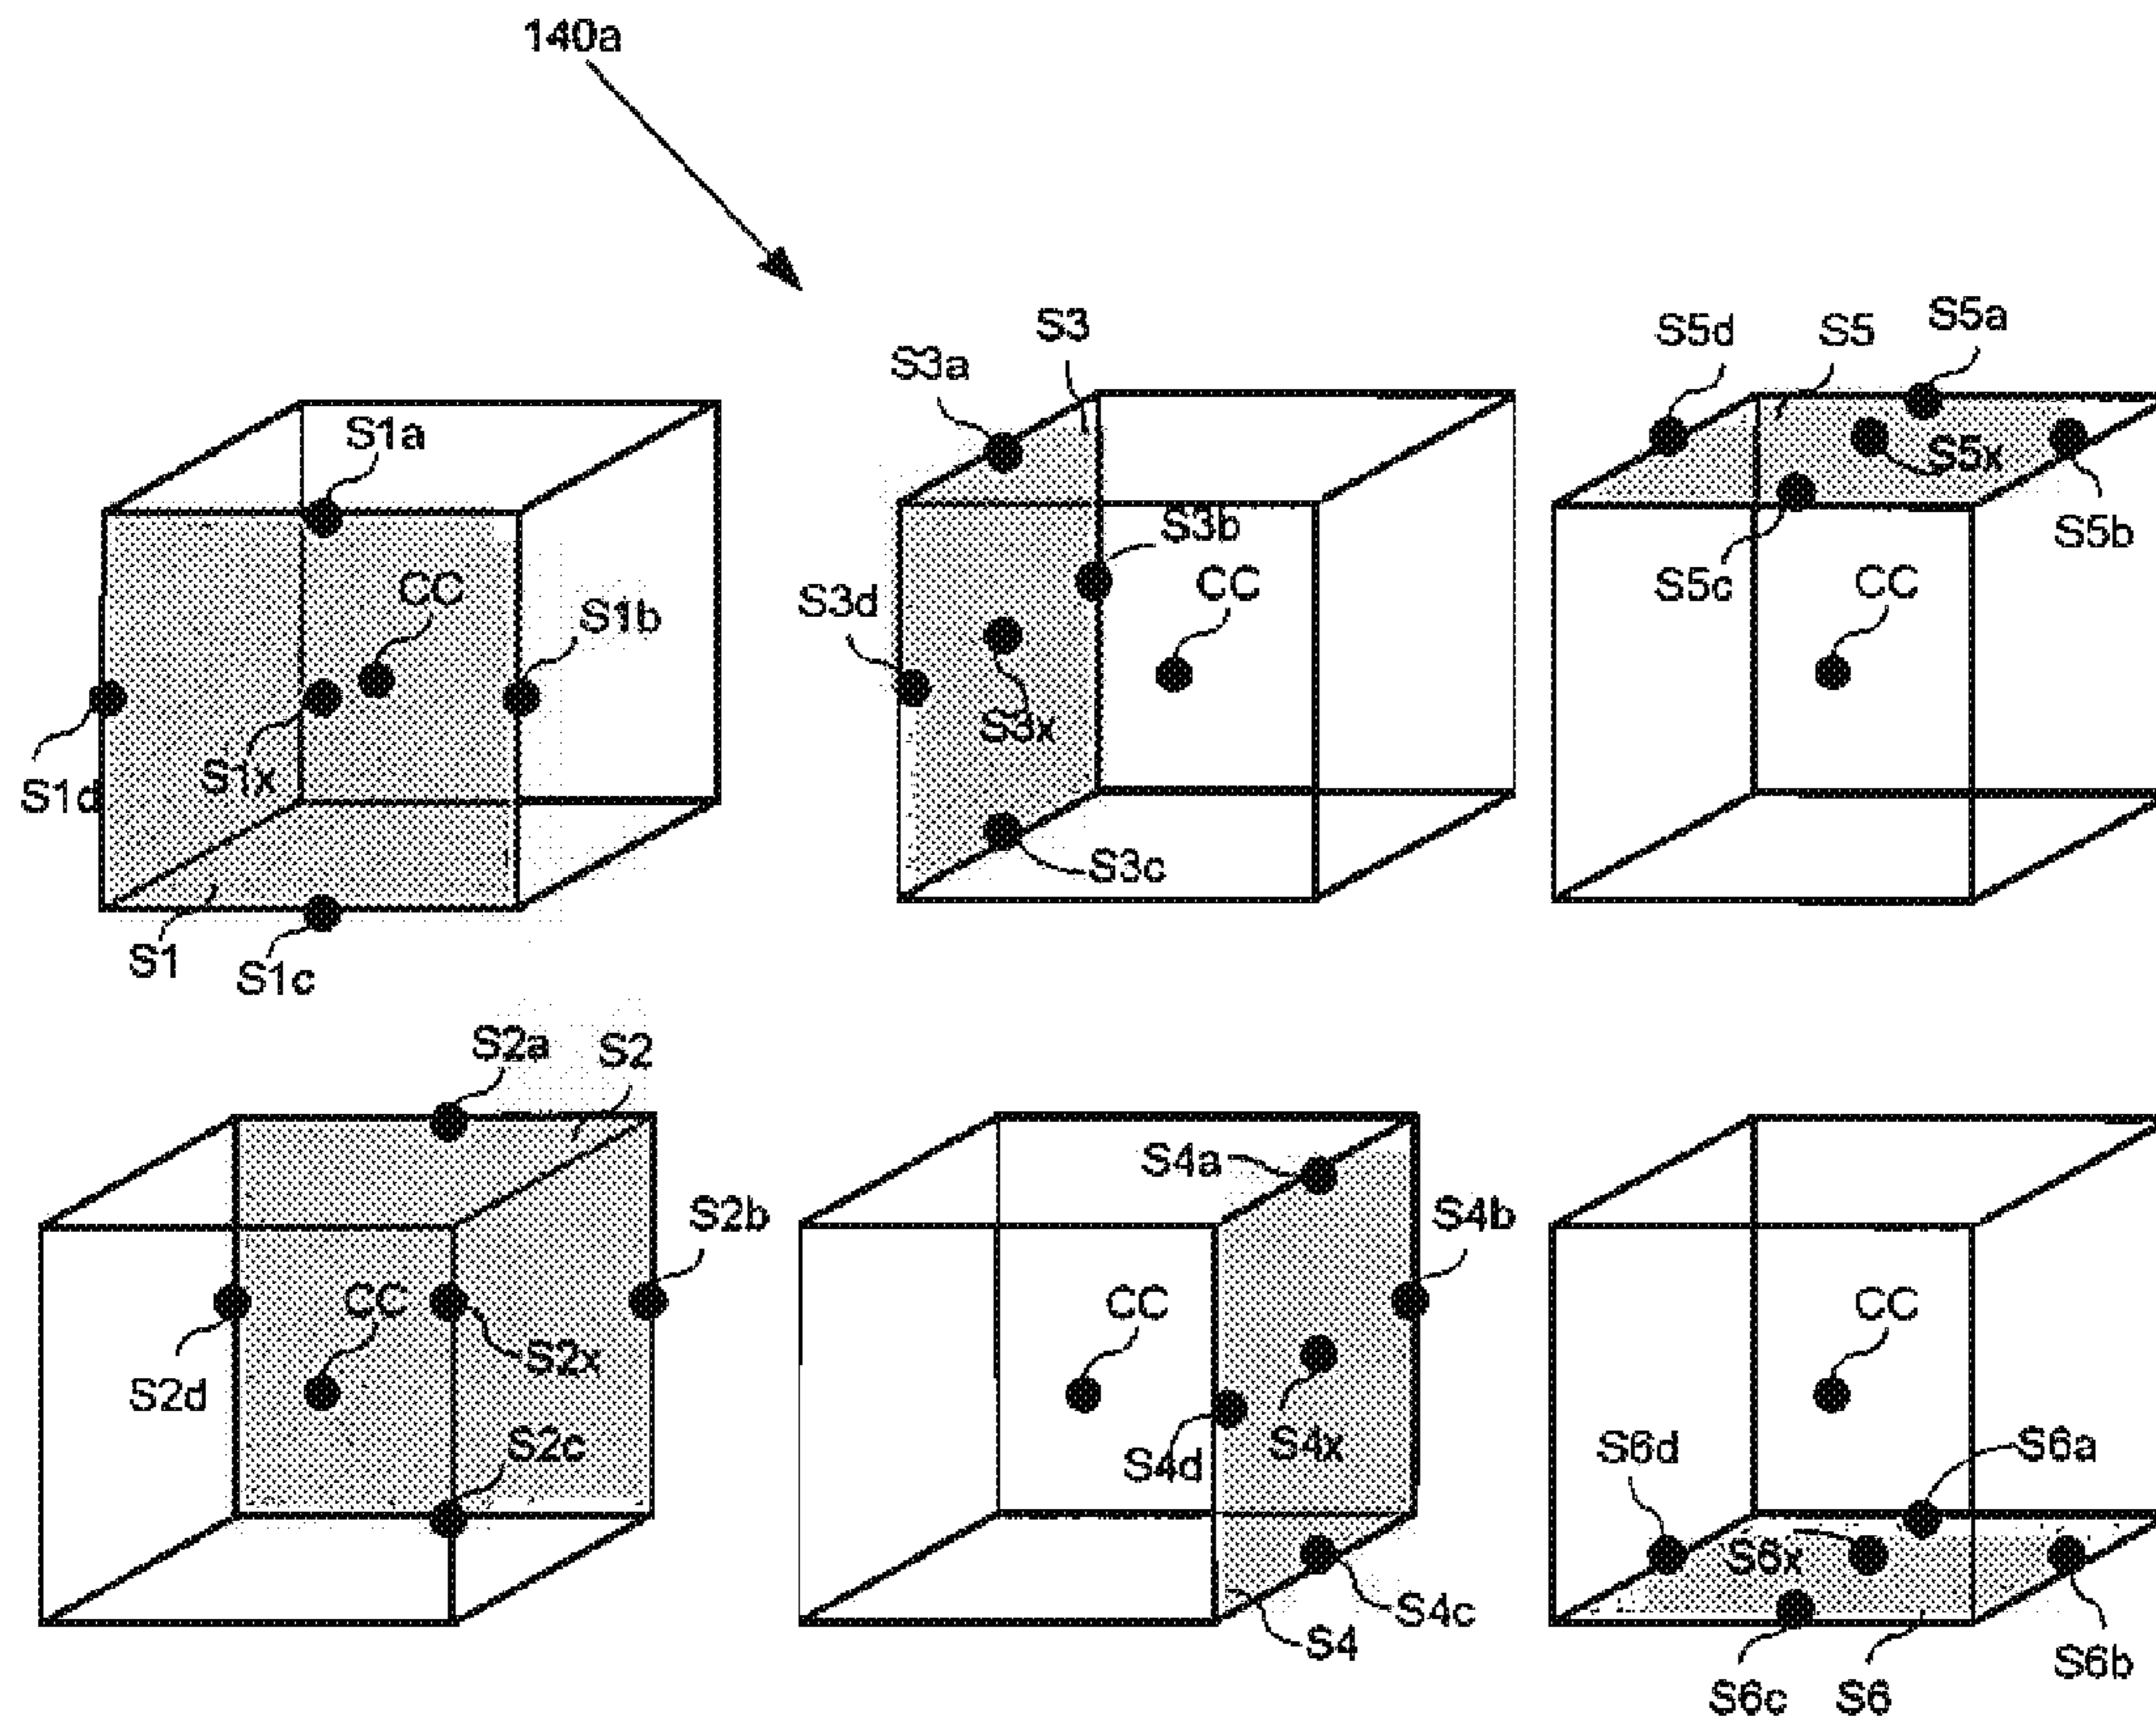 140a
S1a
CC
S1b
S1d
S1x
S1
S1c
S3
S3a
S3b
CC
S3d
S3x
S3c
S5d
S5
S5a
S5x
S5b
S5c
CC
S2a
S2
S2b
CC
S2x
S2d
S2c
S4a
S4b
CC
S4d
S4x
S4c
S4
CC
S6d
S6a
S6x
S6b
S6c
S6